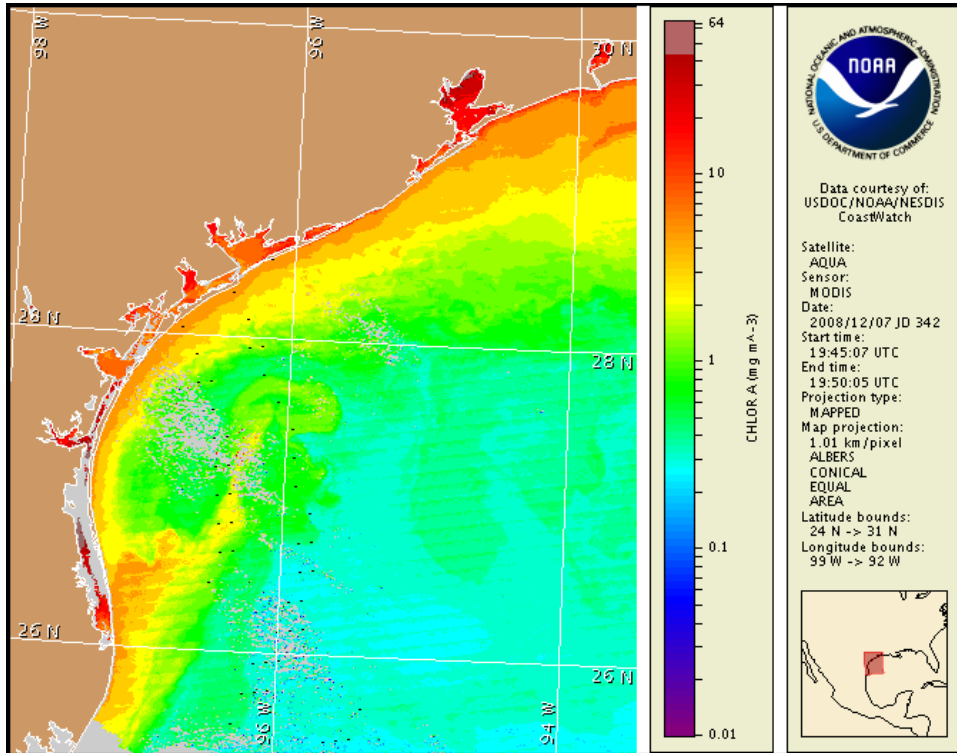 98 W
96 W
30 N
28 N
28 N
26 N
26 N
96 W
94 W
64
10
1
0.1
0.01
CHLOR A (mg m^-3)
NATIONAL OCEANIC AND ATMOSPHERIC ADMINISTRATION
NOAA
U.S. DEPARTMENT OF COMMERCE
Data courtesy of:
USDOC/NOAA/NESDIS
CoastWatch
Satellite:
AQUA
Sensor:
MODIS
Date:
2008/12/07 JD 342
Start time:
19:45:07 UTC
End time:
19:50:05 UTC
Projection type:
MAPPED
Map projection:
1.01 km/pixel
ALBERS
CONICAL
EQUAL
AREA
Latitude bounds:
24 N -> 31 N
Longitude bounds:
99 W -> 92 W